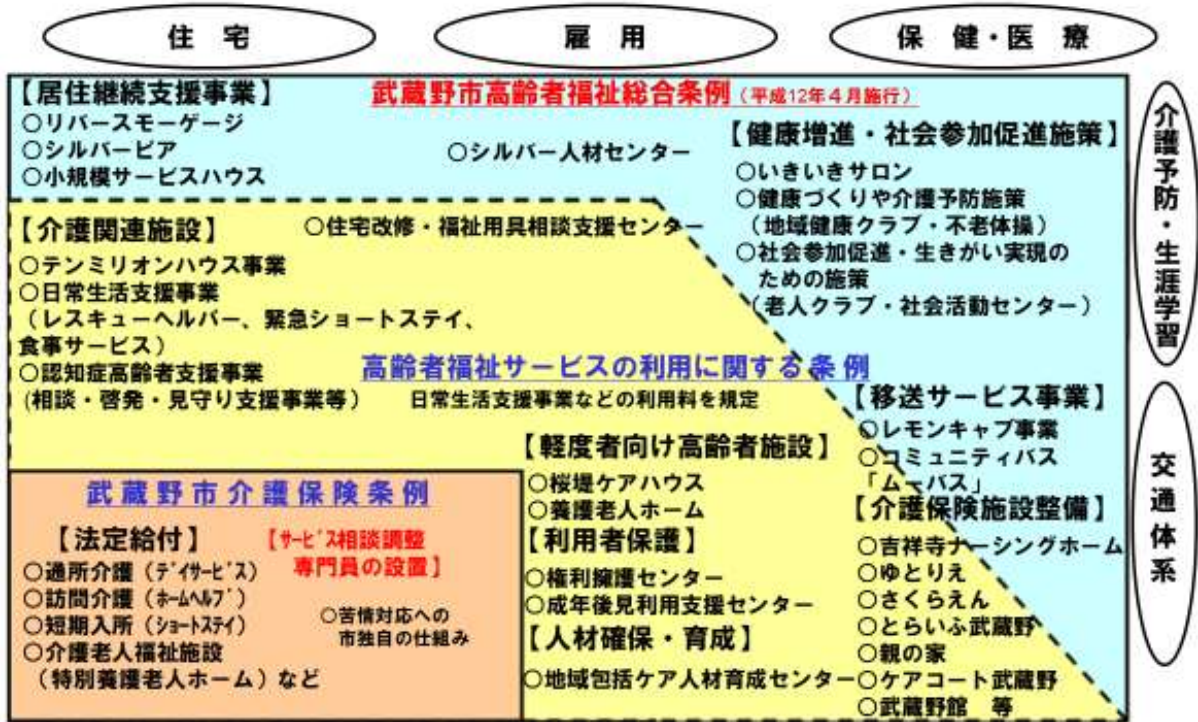 住 宅
雇 用
保 健・医 療
【居住継続支援事業】
○リバースモーゲージ
○シルバーピア
○小規模サービスハウス
武蔵野市高齢者福祉総合条例（平成12年４月施行）
○シルバー人材センター
【健康増進・社会参加促進施策】
○いきいきサロン
○健康づくりや介護予防施策
（地域健康クラブ・不老体操）
○社会参加促進・生きがい実現の
ための施策
（老人クラブ・社会活動センター）
介護予防・生涯学習
【介護関連施設】
○住宅改修・福祉用具相談支援センター
○テンミリオンハウス事業
○日常生活支援事業
（レスキューヘルパー、緊急ショートステイ、
食事サービス）
○認知症高齢者支援事業
(相談・啓発・見守り支援事業等）
高齢者福祉サービスの利用に関する条例
日常生活支援事業などの利用料を規定
【移送サービス事業】
○レモンキャブ事業
○コミュニティバス
「ムーバス」
交通体系
【軽度者向け高齢者施設】
○桜堤ケアハウス
○養護老人ホーム
【利用者保護】
○権利擁護センター
○成年後見利用支援センター
【人材確保・育成】
○地域包括ケア人材育成センター
【介護保険施設整備】
○吉祥寺ナーシングホーム
○ゆとりえ
○さくらえん
○とらいふ武蔵野
○親の家
○ケアコート武蔵野
○武蔵野館 等
武蔵野市介護保険条例
【法定給付】
○通所介護（ﾃﾞｲｻｰﾋﾞｽ）
○訪問介護（ﾎｰﾑﾍﾙﾌﾟ）
○短期入所（ｼｮｰﾄｽﾃｲ）
○介護老人福祉施設
（特別養護老人ホーム）など
【ｻｰﾋﾞｽ相談調整
専門員の設置】
○苦情対応への
市独自の仕組み